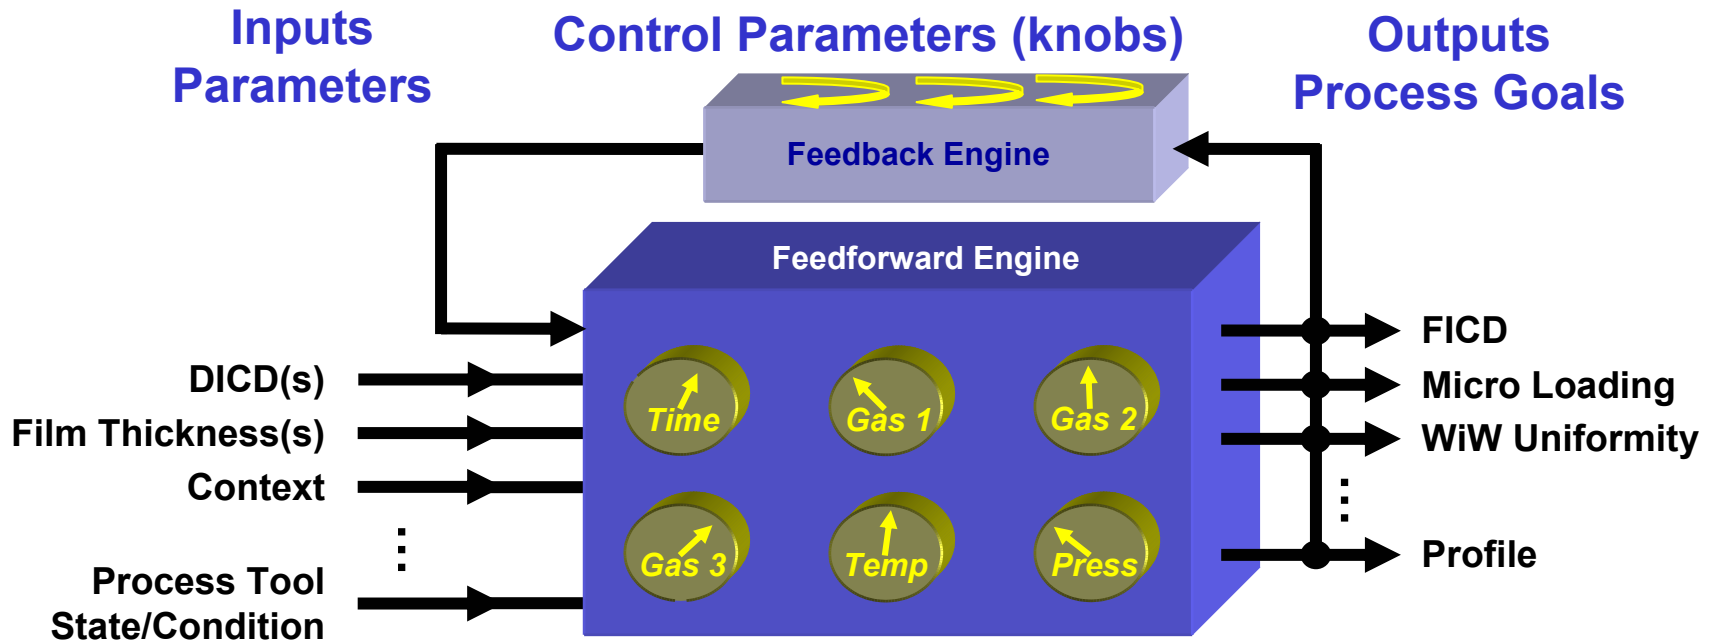 Inputs
Parameters
Control Parameters (knobs)
Outputs
Process Goals
Feedback Engine
Feedforward Engine
DICD(s)
Film Thickness(s)
Context
Process Tool
State/Condition
Time
Gas 1
Gas 2
Gas 3
Temp
Press
FICD
Micro Loading
WiW Uniformity
Profile